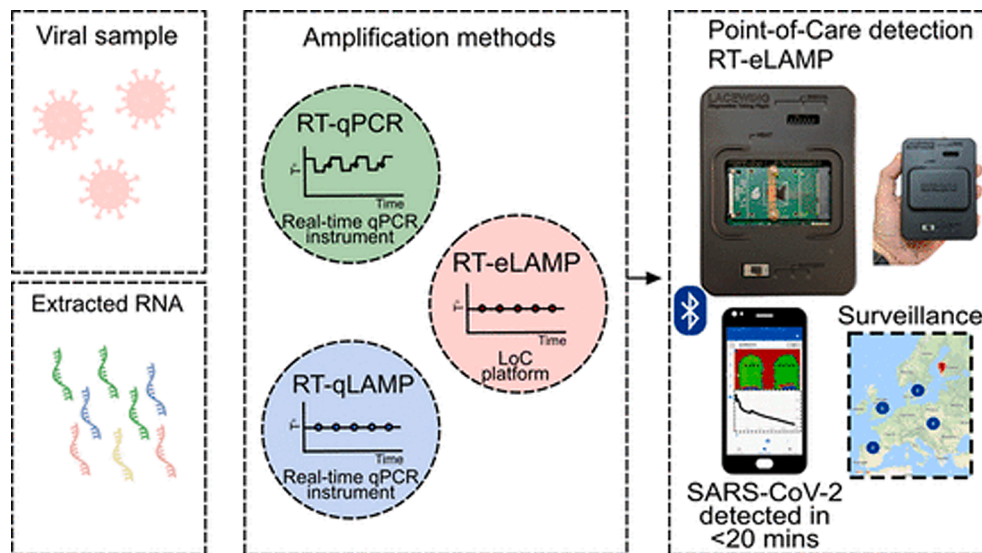 Viral sample
Extracted RNA
Amplification methods
RT-qPCR
T°
Time
Real-time qPCR
instrument
RT-eLAMP
T°
Time
LoC
platform
RT-qLAMP
T°
Time
Real-time qPCR
instrument
Point-of-Care detection
RT-eLAMP
LACEWING
SARS-CoV-2
detected in
<20 mins
Surveillance